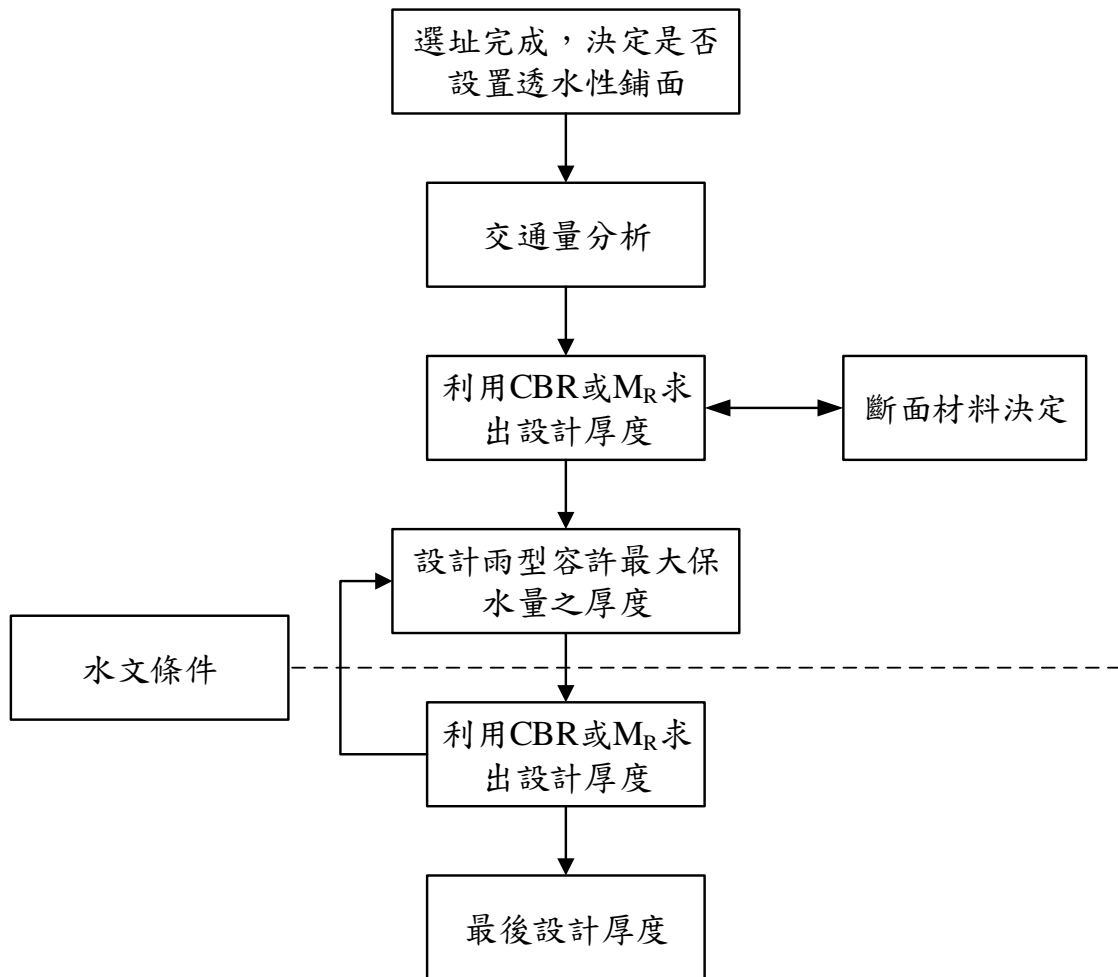 選址完成，決定是否
設置透水性鋪面
交通量分析
利用CBR或MR求
出設計厚度
斷面材料決定
設計雨型容許最大保
水量之厚度
水文條件
利用CBR或MR求
出設計厚度
最後設計厚度